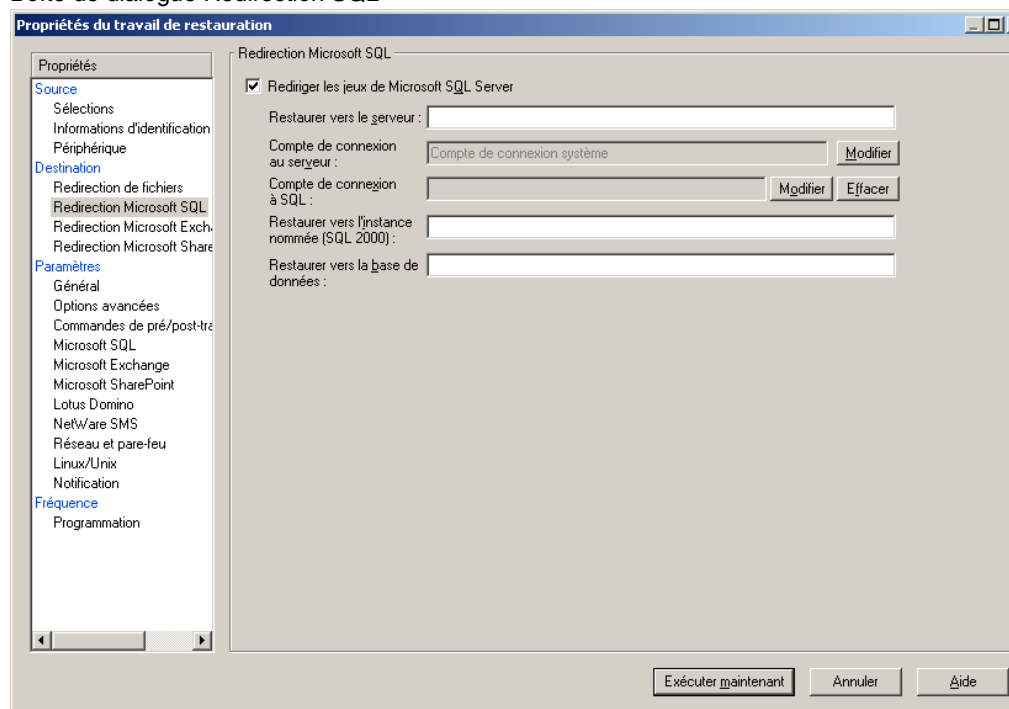 Boîte de dialogue Redirection SQL
Propriétés du travail de restauration
Propriétés
Source
Sélections
Informations d'identification
Périphérique
Destination
Redirection de fichiers
Redirection Microsoft SQL
Redirection Microsoft Exch
Redirection Microsoft Share
Paramètres
Général
Options avancées
Commandes de pré/post-tra
Microsoft SQL
Microsoft Exchange
Microsoft SharePoint
Lotus Domino
NetWare SMS
Réseau et pare-feu
Linux/Unix
Notification
Fréquence
Programmation
Redirection Microsoft SQL
Rediriger les jeux de Microsoft SQL Server
Restaurer vers le serveur :
Compte de connexion
au serveur :
Compte de connexion système
Modifier
Compte de connexion
à SQL :
Modifier
Effacer
Restaurer vers l'instance
nommée (SQL 2000) :
Restaurer vers la base de
données :
Exécuter maintenant
Annuler
Aide